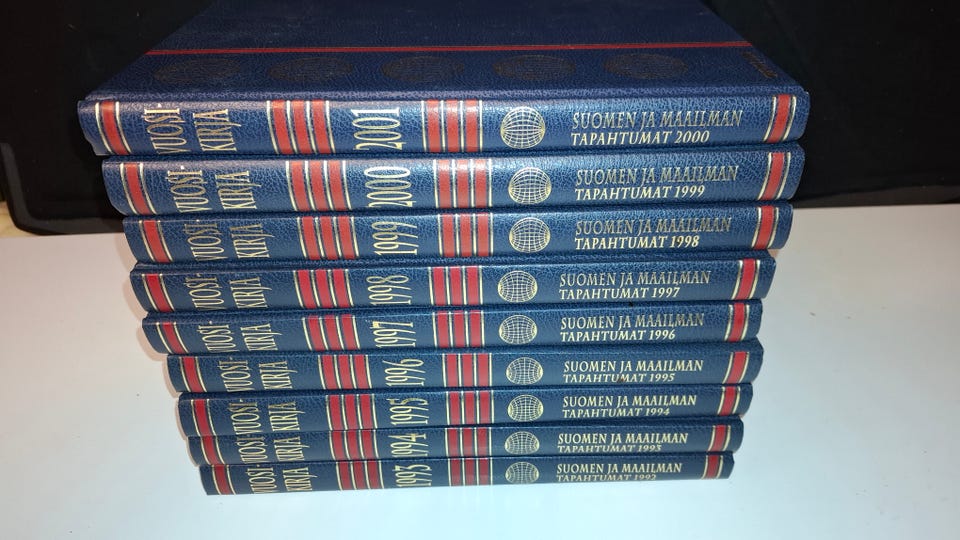 VUOSI-
KIRJA
2001
SUOMEN JA MAAILMAN
TAPAHTUMAT 2000
VUOSI-
KIRJA
2000
SUOMEN JA MAAILMAN
TAPAHTUMAT 1999
VUOSI-
KIRJA
1999
SUOMEN JA MAAILMAN
TAPAHTUMAT 1998
VUOSI-
KIRJA
1998
SUOMEN JA MAAILMAN
TAPAHTUMAT 1997
VUOSI-
KIRJA
1997
SUOMEN JA MAAILMAN
TAPAHTUMAT 1996
VUOSI-
KIRJA
1996
SUOMEN JA MAAILMAN
TAPAHTUMAT 1995
VUOSI-
KIRJA
1995
SUOMEN JA MAAILMAN
TAPAHTUMAT 1994
VUOSI-
KIRJA
1994
SUOMEN JA MAAILMAN
TAPAHTUMAT 1993
VUOSI-
KIRJA
1993
SUOMEN JA MAAILMAN
TAPAHTUMAT 1992